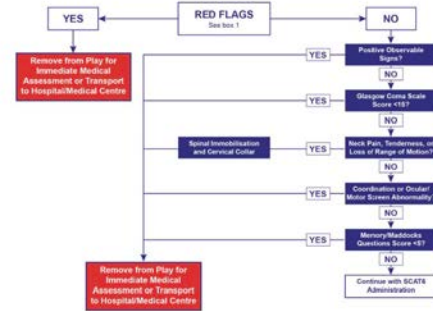 YES
RED FLAGS
See box 1
NO
Remove from Play for
Immediate Medical
Assessment or Transport
to Hospital/Medical Centre
YES
Positive Observable
Signs?
NO
YES
Glasgow Coma Scale
Score <15?
NO
Spinal Immobilisation
and Cervical Collar
YES
Neck Pain, Tenderness, or
Loss of Range of Motion?
NO
YES
Coordination or Ocular/
Motor Screen Abnormality?
NO
YES
Memory/Maddocks
Questions Score <5?
NO
Remove from Play for
Immediate Medical
Assessment or Transport
to Hospital/Medical Centre
Continue with SCAT6
Administration